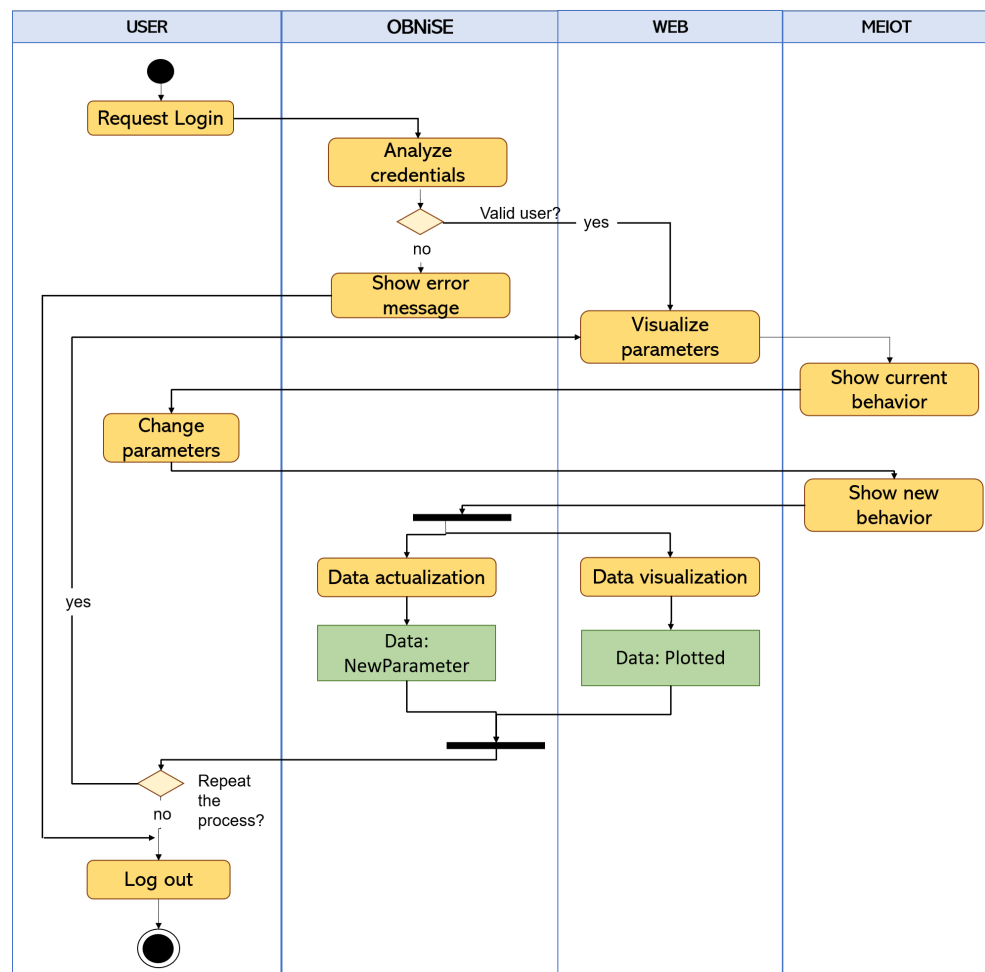 USER
OBNiSE
WEB
MEIOT
Request Login
Analyze
credentials
Valid user?
yes
no
Show error
message
Visualize
parameters
Show current
behavior
Change
parameters
Show new
behavior
Data actualization
Data visualization
yes
Data:
NewParameter
Data: Plotted
Repeat
the
process?
no
Log out